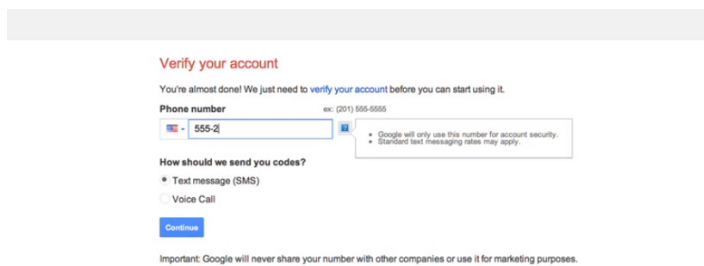 Verify your account
You're almost done! We just need to verify your account before you can start using it.
Phone number ex: (201) 555-5555
555-2
?
Google will only use this number for account security.
Standard text messaging rates may apply.
How should we send you codes?
Text message (SMS)
Voice Call
Continue
Important: Google will never share your number with other companies or use it for marketing purposes.